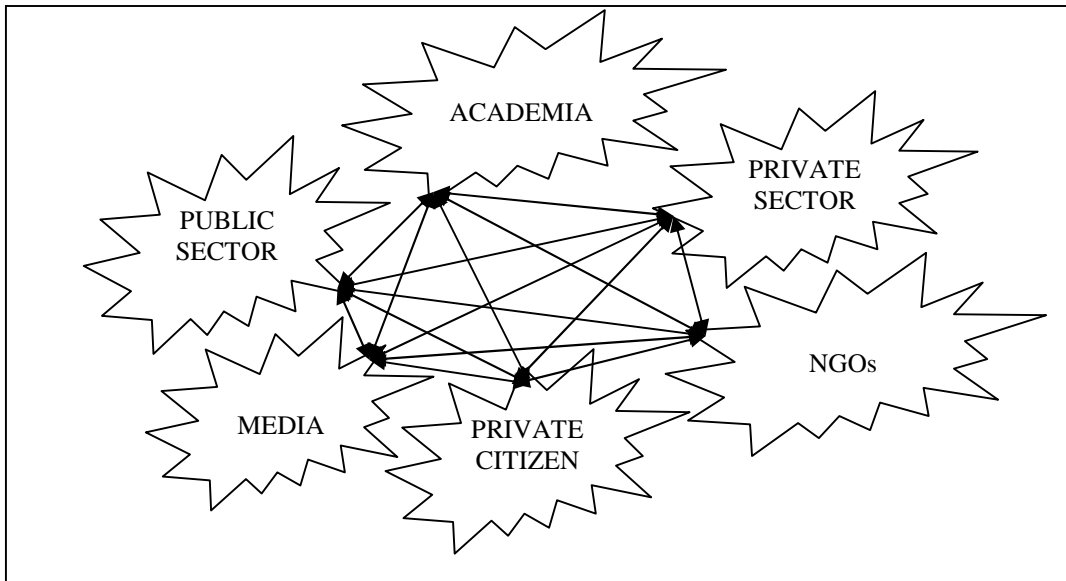 ACADEMIA
PRIVATE
SECTOR
PUBLIC
SECTOR
NGOs
MEDIA
PRIVATE
CITIZEN